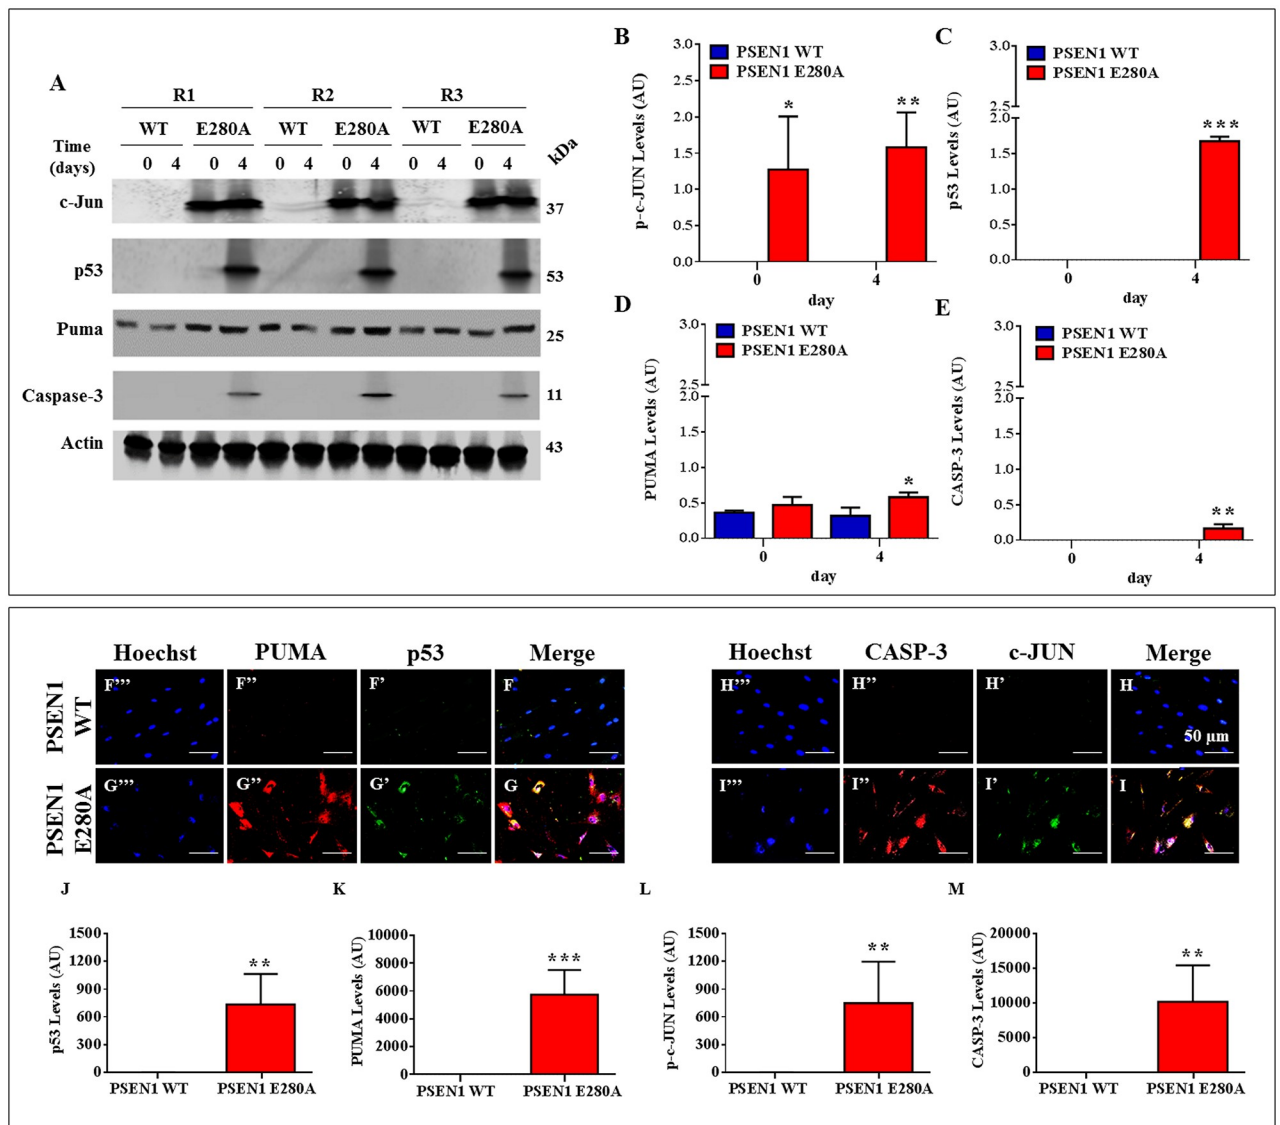 A
R1 R2 R3
WT E280A WT E280A WT E280A
Time
(days)
0 4 0 4 0 4 0 4 0 4 0 4
kDa
c-Jun 37
p53 53
Puma 25
Caspase-3 11
Actin 43
B
PSEN1 WT
PSEN1 E280A
p-c-JUN Levels (AU)
3.0
2.5
2.0
1.5
1.0
0.5
0.0
* **
0 4
day
C
PSEN1 WT
PSEN1 E280A
p53 Levels (AU)
3.0
2.5
2.0
1.5
1.0
0.5
0.0
***
0 4
day
D
PSEN1 WT
PSEN1 E280A
PUMA Levels (AU)
3.0
2.5
2.0
1.5
1.0
0.5
0.0
*
0 4
day
E
PSEN1 WT
PSEN1 E280A
CASP-3 Levels (AU)
3.0
2.5
2.0
1.5
1.0
0.5
0.0
**
0 4
day
Hoechst PUMA p53 Merge
PSEN1
WT
F''' F'' F' F
PSEN1
E280A
G''' G'' G' G
Hoechst CASP-3 c-JUN Merge
H''' H'' H' H
50 μm
I''' I'' I' I
J
p53 Levels (AU)
1500
1200
900
600
300
0
**
PSEN1 WT PSEN1 E280A
K
PUMA Levels (AU)
10000
8000
6000
4000
2000
0
***
PSEN1 WT PSEN1 E280A
L
p-c-JUN Levels (AU)
1500
1200
900
600
300
0
**
PSEN1 WT PSEN1 E280A
M
CASP-3 Levels (AU)
20000
15000
10000
5000
0
**
PSEN1 WT PSEN1 E280A